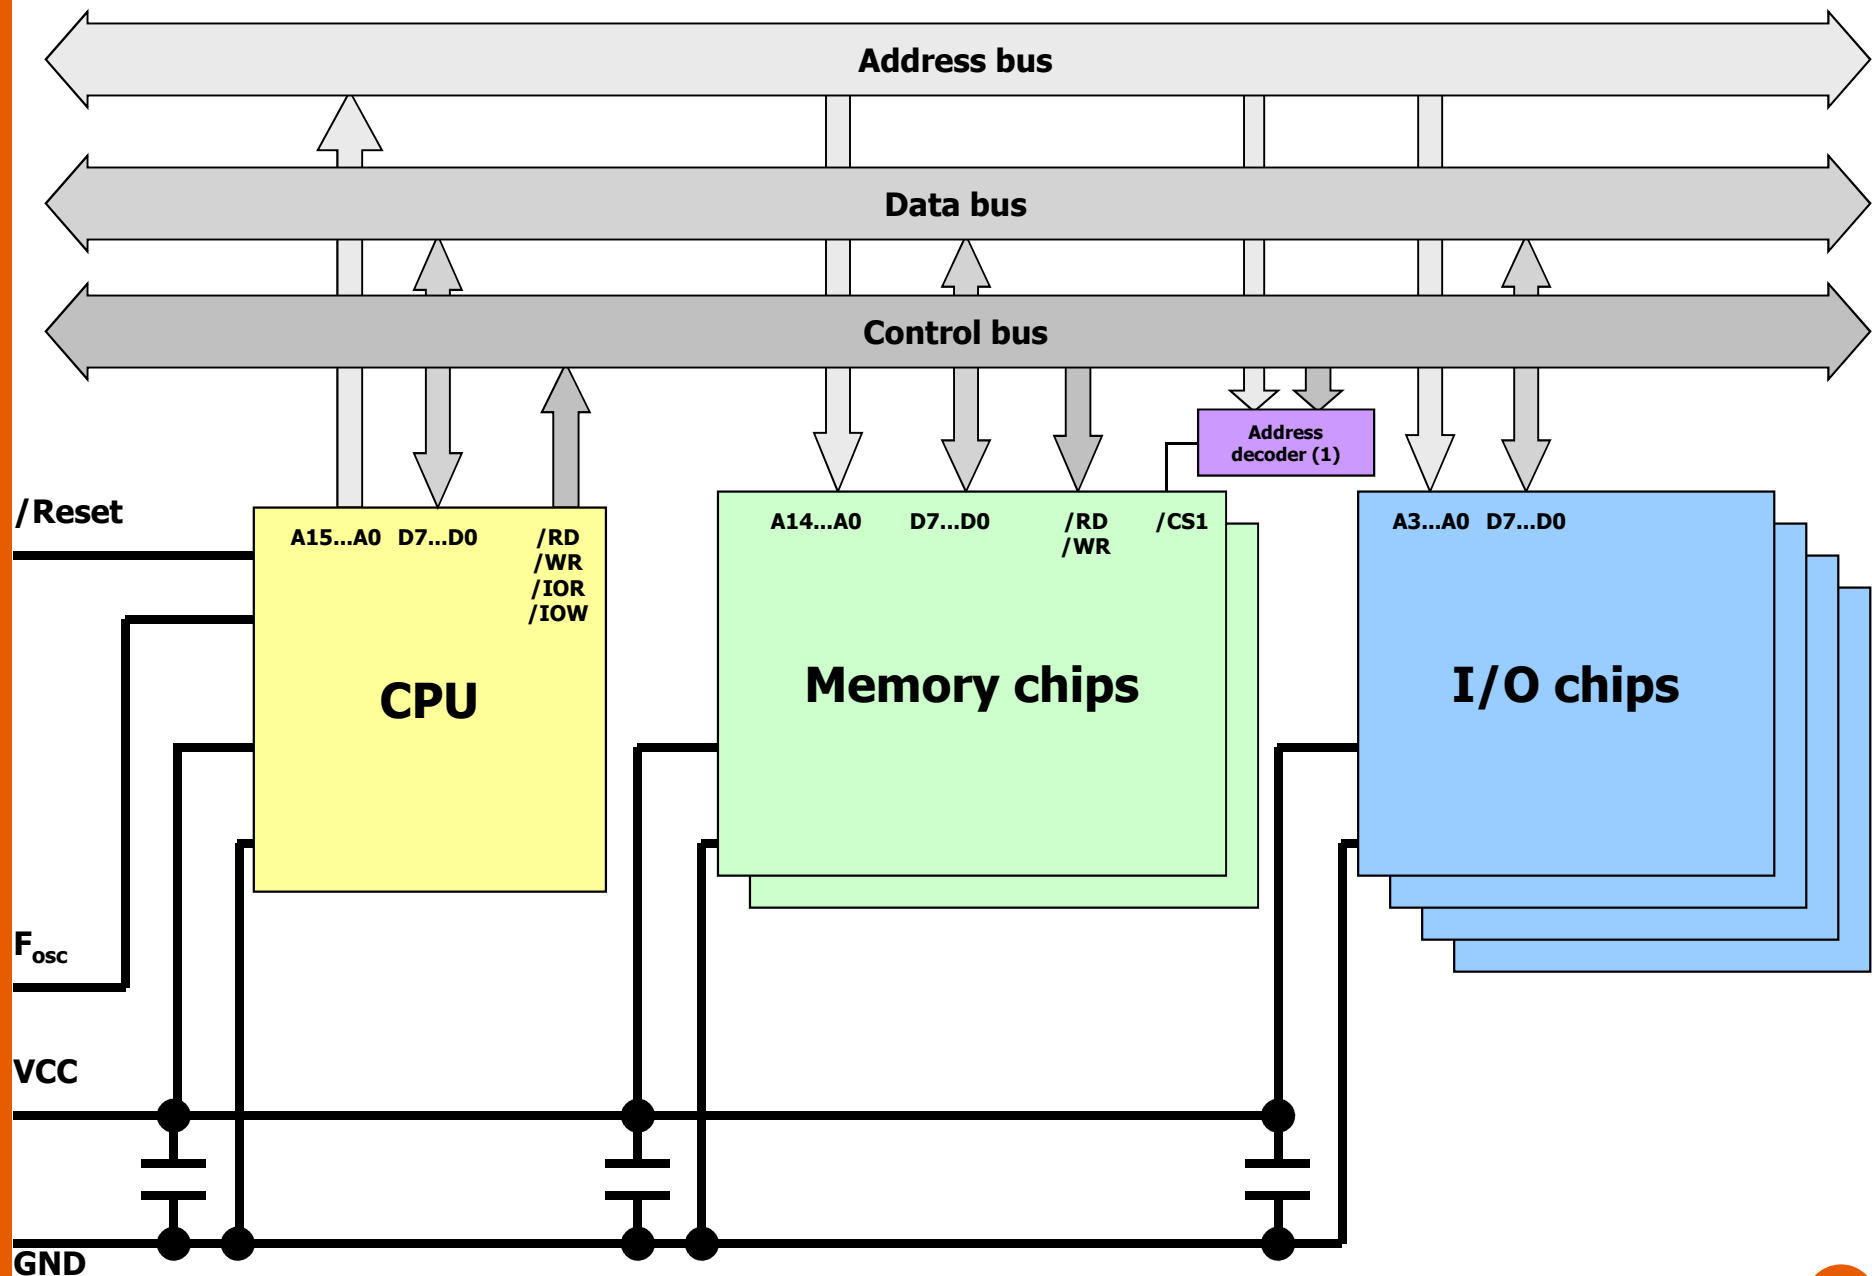 Address bus
Data bus
Control bus
Address
decoder (1)
/Reset
A15...A0 D7...D0 /RD
/WR
/IOR
/IOW
CPU
A14...A0 D7...D0 /RD /CS1
/WR
Memory chips
A3...A0 D7...D0
I/O chips
Fosc
VCC
GND